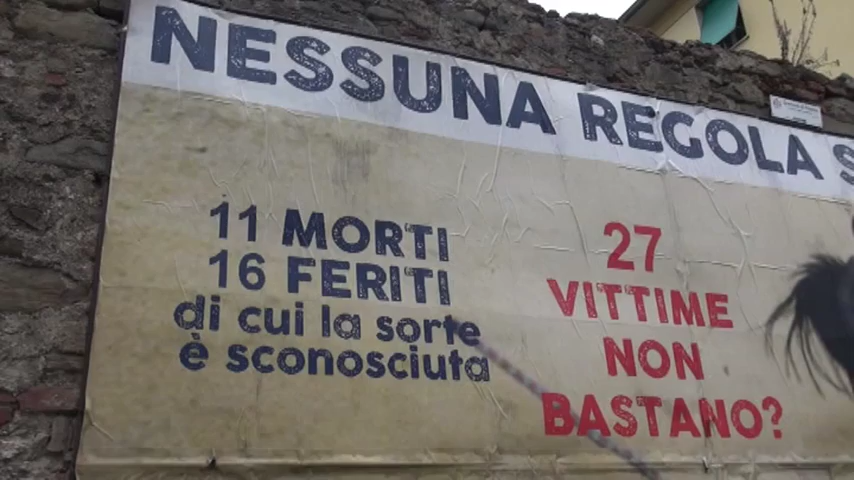 NESSUNA REGOLA
11 MORTI
16 FERITI
di cui la sorte
è sconosciuta
27
VITTIME
NON
BASTANO?